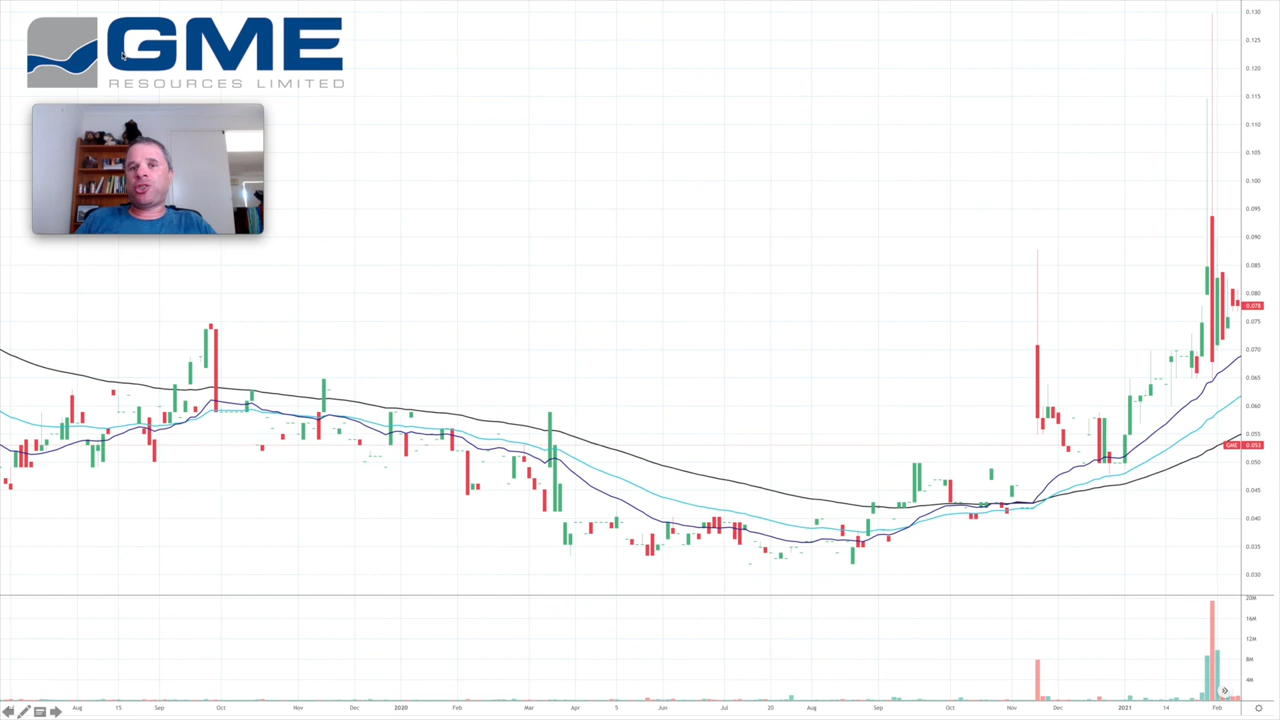 GME
RESOURCES LIMITED
0.130
0.125
0.120
0.115
0.110
0.105
0.100
0.095
0.090
0.085
0.080
0.078
0.075
0.070
0.065
0.060
0.055
GME 0.053
0.050
0.045
0.040
0.035
0.030
20M
16M
12M
8M
4M
Aug 15 Sep Oct Nov Dec 2020 Feb Mar Apr 5 Jun Jul 20 Aug Sep Oct Nov Dec 2021 14 Feb